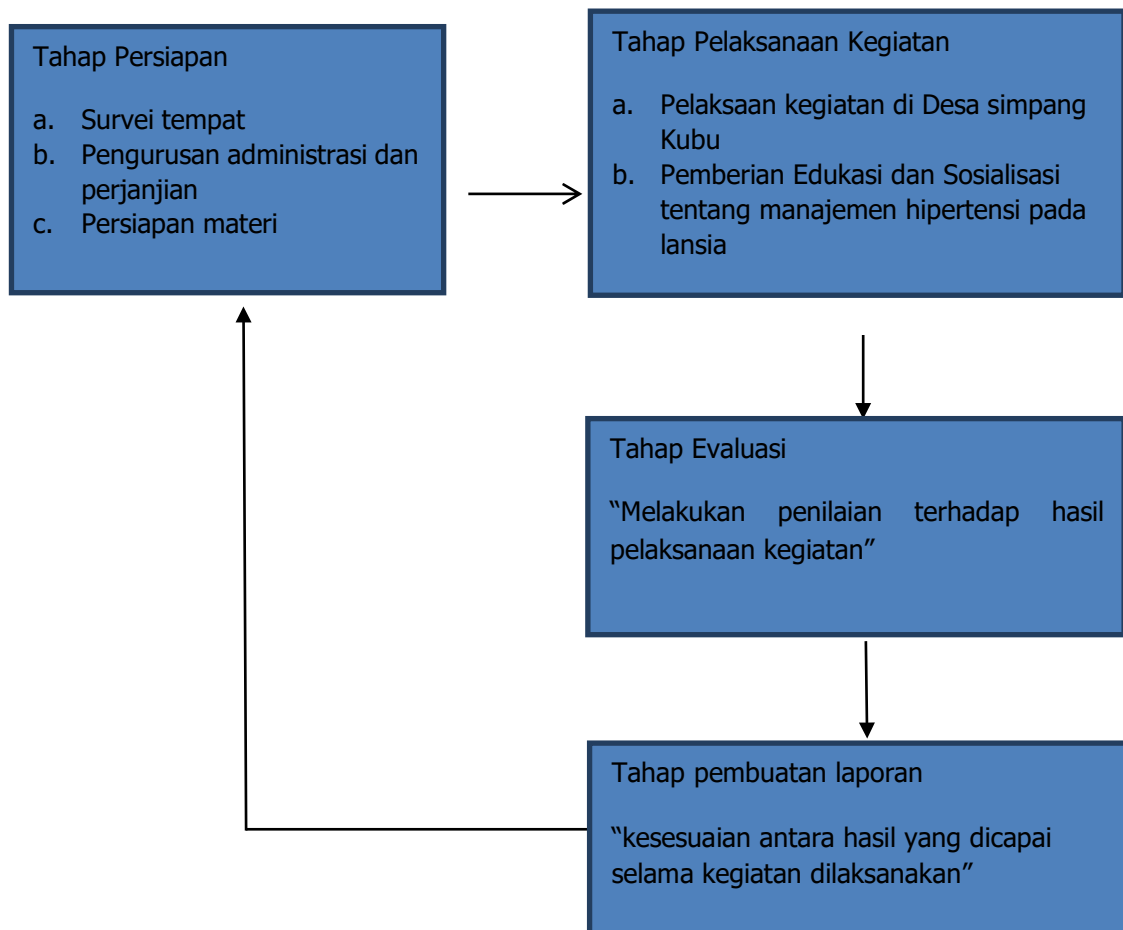 Tahap Persiapan
a. Survei tempat
b. Pengurusan administrasi dan
perjanjian
c. Persiapan materi
Tahap Pelaksanaan Kegiatan
a. Pelaksaan kegiatan di Desa simpang
Kubu
b. Pemberian Edukasi dan Sosialisasi
tentang manajemen hipertensi pada
lansia
Tahap Evaluasi
“Melakukan penilaian terhadap hasil
pelaksanaan kegiatan”
Tahap pembuatan laporan
“kesesuaian antara hasil yang dicapai
selama kegiatan dilaksanakan”